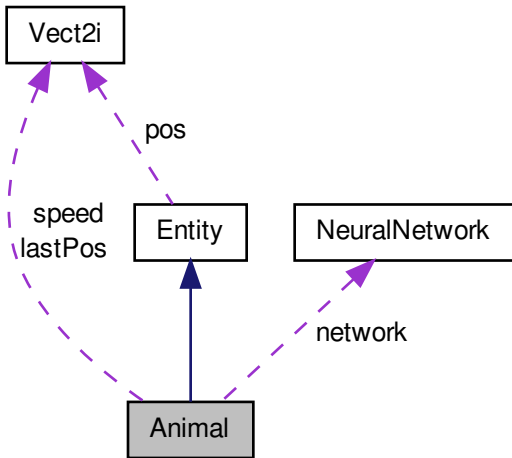 Vect2i
pos
speed
lastPos
Entity
NeuralNetwork
network
Animal